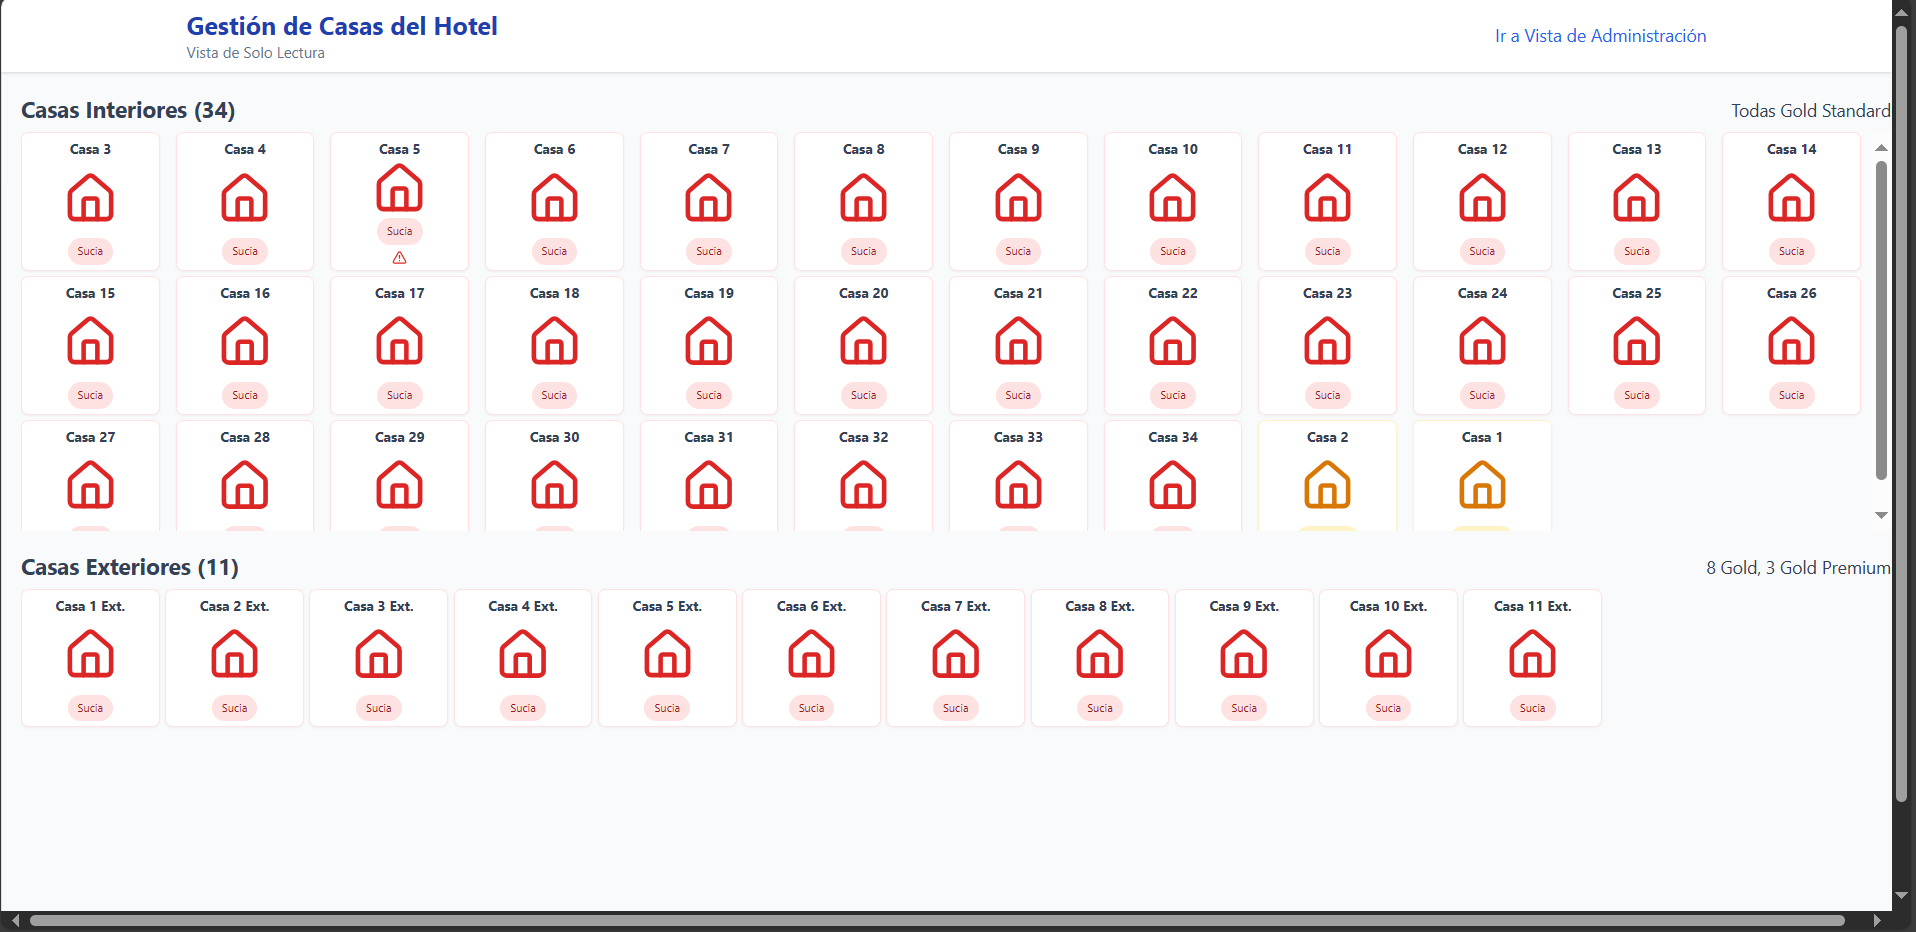 Gestión de Casas del Hotel
Vista de Solo Lectura
Ir a Vista de Administración
Casas Interiores (34)
Todas Gold Standard
Casa 3
Casa 4
Casa 5
Casa 6
Casa 7
Casa 8
Casa 9
Casa 10
Casa 11
Casa 12
Casa 13
Casa 14
Sucia
Sucia
Sucia
Sucia
Sucia
Sucia
Sucia
Sucia
Sucia
Sucia
Sucia
Sucia
Casa 15
Casa 16
Casa 17
Casa 18
Casa 19
Casa 20
Casa 21
Casa 22
Casa 23
Casa 24
Casa 25
Casa 26
Sucia
Sucia
Sucia
Sucia
Sucia
Sucia
Sucia
Sucia
Sucia
Sucia
Sucia
Sucia
Casa 27
Casa 28
Casa 29
Casa 30
Casa 31
Casa 32
Casa 33
Casa 34
Casa 2
Casa 1
Casas Exteriores (11)
8 Gold, 3 Gold Premium
Casa 1 Ext.
Casa 2 Ext.
Casa 3 Ext.
Casa 4 Ext.
Casa 5 Ext.
Casa 6 Ext.
Casa 7 Ext.
Casa 8 Ext.
Casa 9 Ext.
Casa 10 Ext.
Casa 11 Ext.
Sucia
Sucia
Sucia
Sucia
Sucia
Sucia
Sucia
Sucia
Sucia
Sucia
Sucia